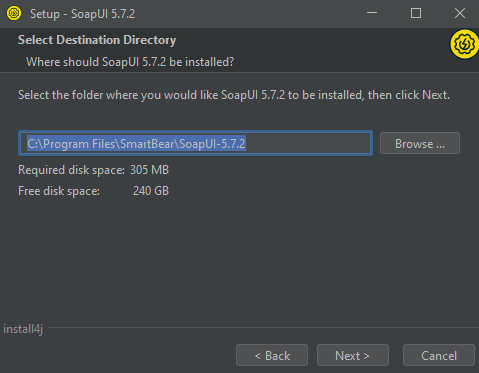 Setup - SoapUI 5.7.2
Select Destination Directory
Where should SoapUI 5.7.2 be installed?
Select the folder where you would like SoapUI 5.7.2 to be installed, then click Next.
C:\Program Files\SmartBear\SoapUI-5.7.2
Browse ...
Required disk space: 305 MB
Free disk space: 240 GB
install4j
< Back
Next >
Cancel